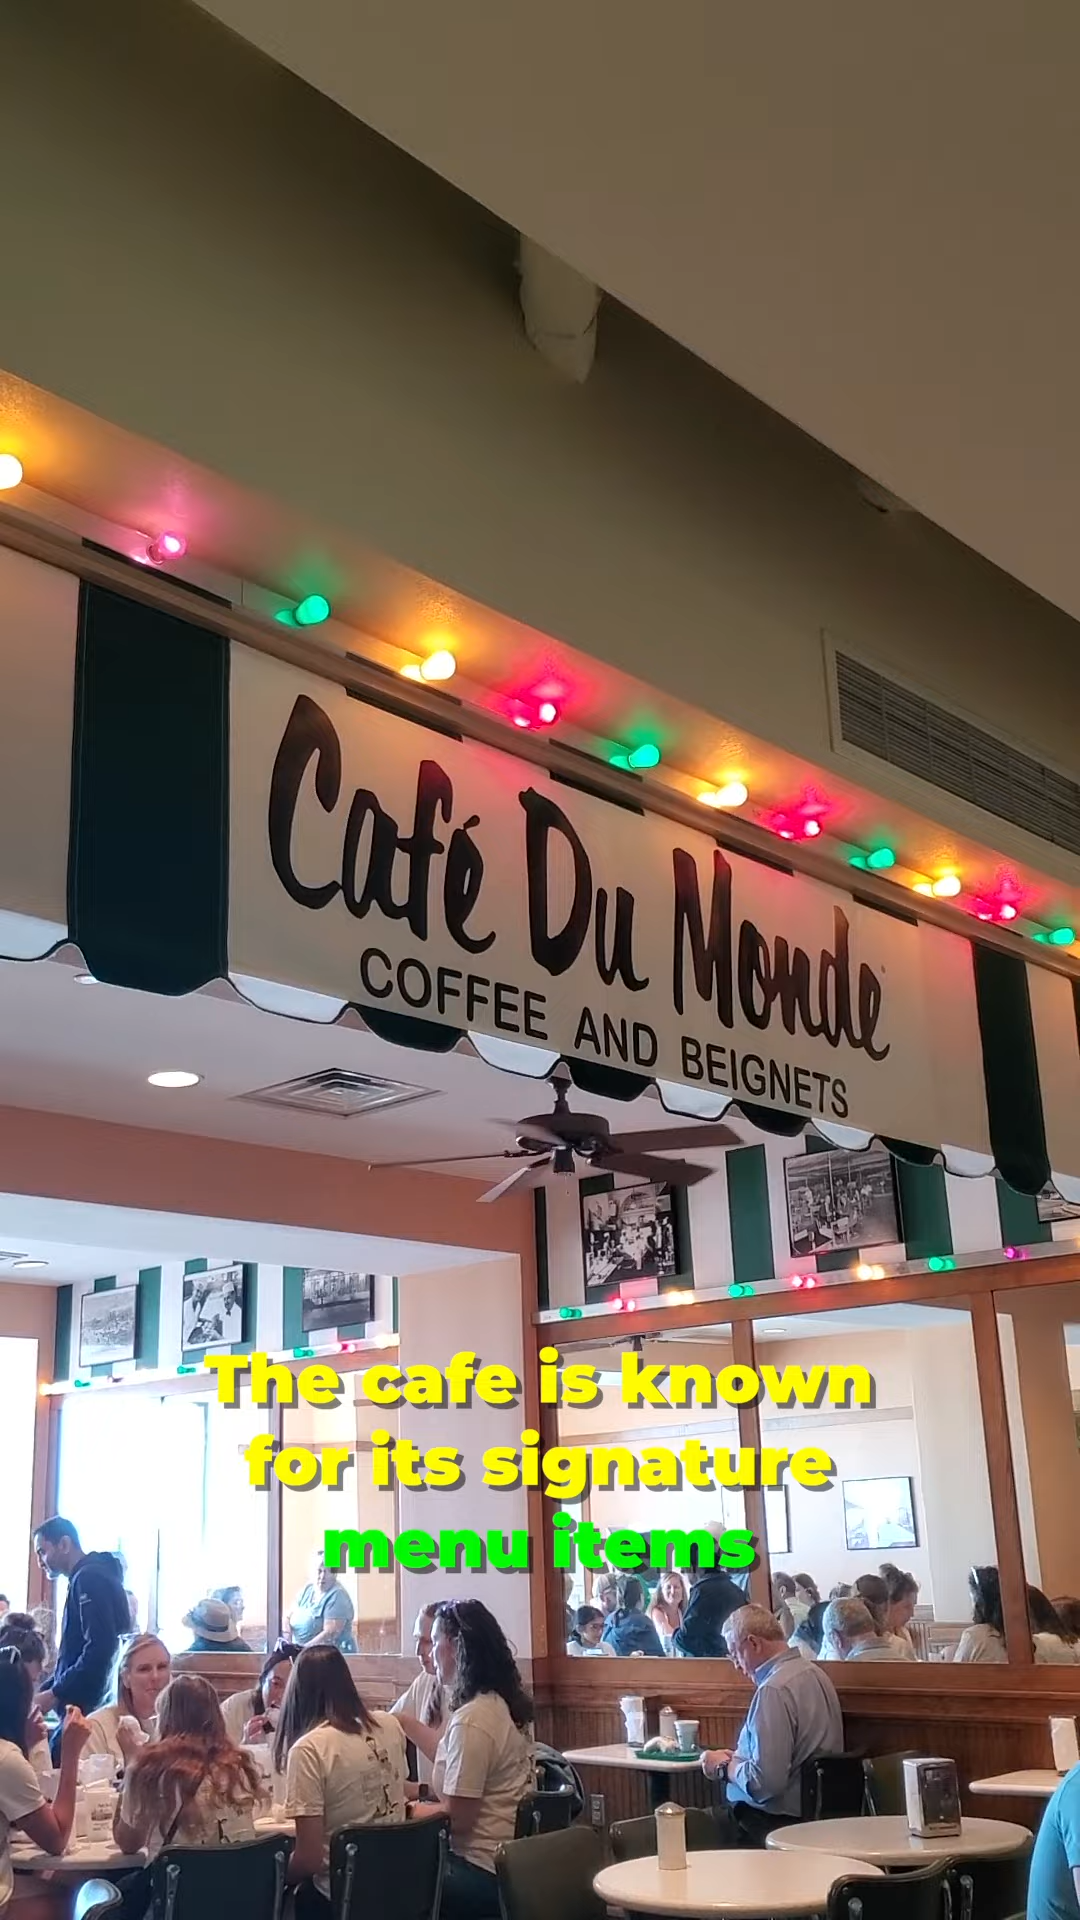 Café Du Monde
COFFEE AND BEIGNETS
The cafe is known
for its signature
menu items